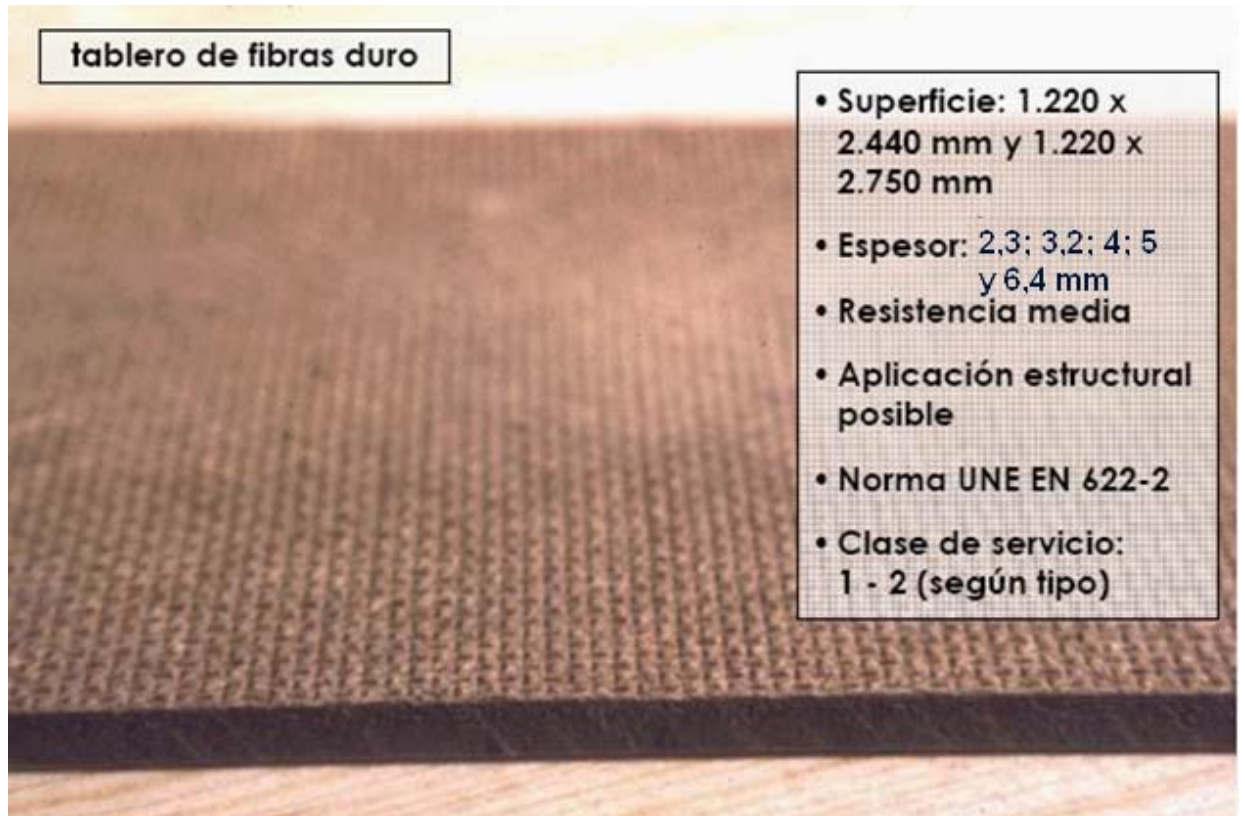 tablero de fibras duro
• Superficie: 1.220 x
2.440 mm y 1.220 x
2.750 mm
• Espesor: 2,3; 3,2; 4; 5
y 6,4 mm
• Resistencia media
• Aplicación estructural
posible
• Norma UNE EN 622-2
• Clase de servicio:
1 - 2 (según tipo)